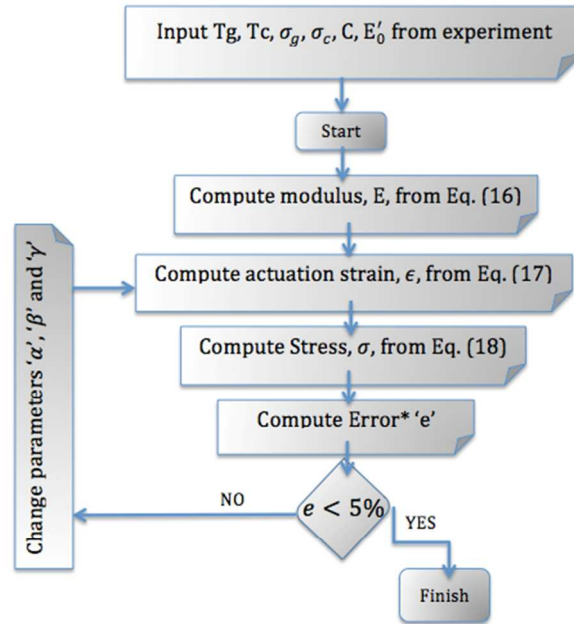 Input Tg, Tc, σg, σc, C, E′0 from experiment
Start
Compute modulus, E, from Eq. (16)
Compute actuation strain, ϵ, from Eq. (17)
Compute Stress, σ, from Eq. (18)
Compute Error* ‘e’
e < 5%
NO
YES
Finish
Change parameters ‘α’, ‘β’ and ‘γ’